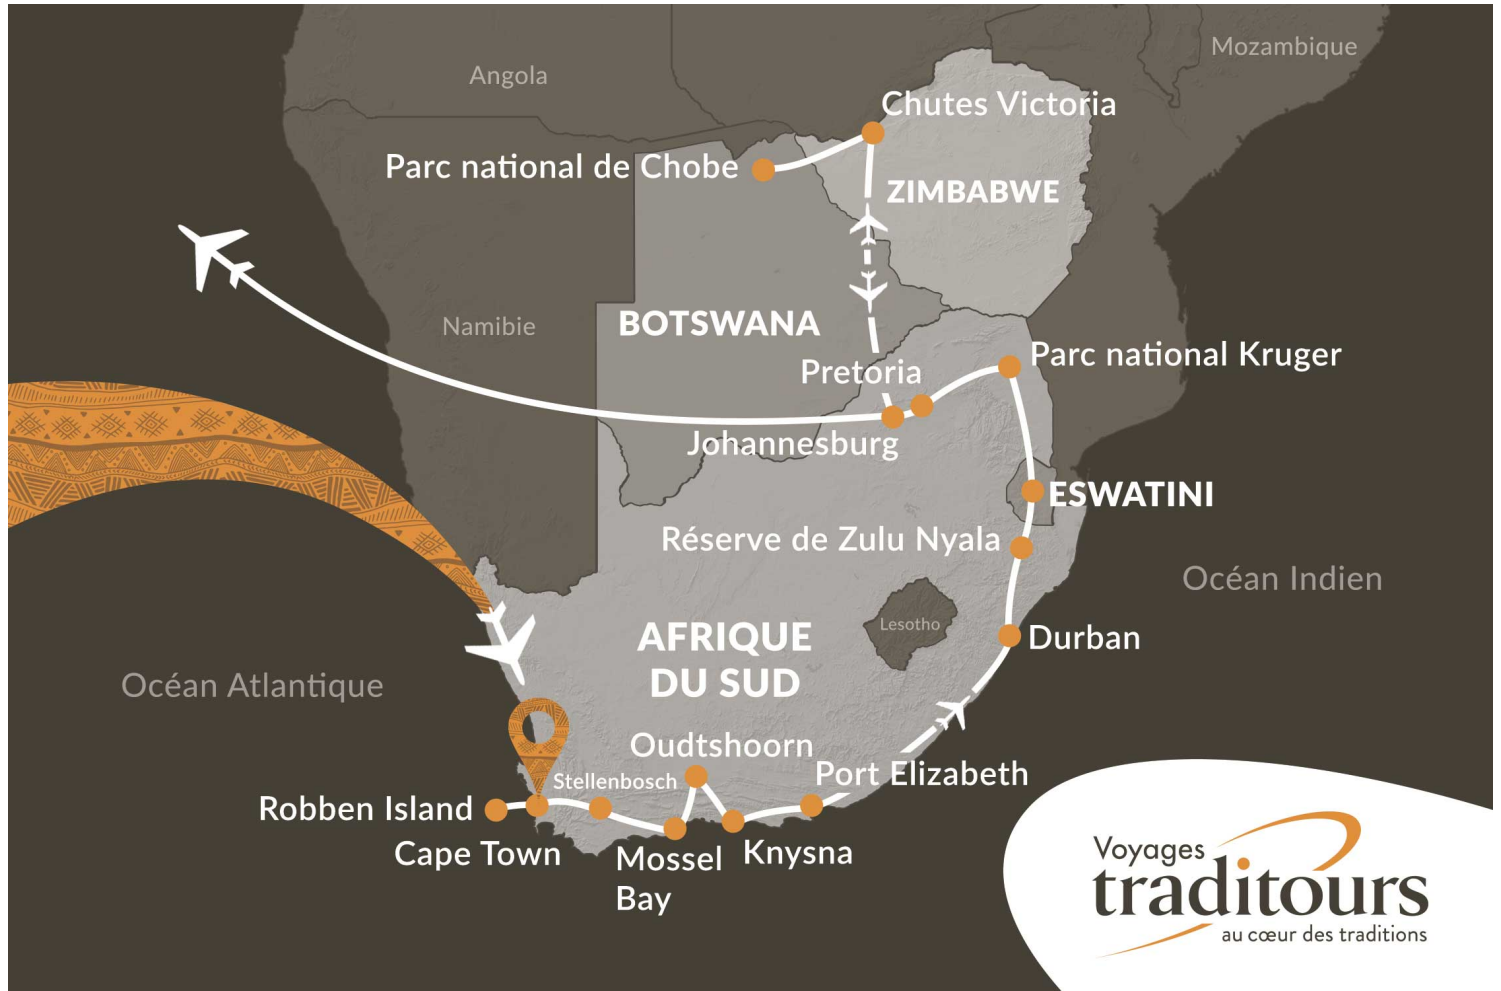 Mozambique
Angola
Chutes Victoria
Parc national de Chobe
ZIMBABWE
BOTSWANA
Namibie
Parc national Kruger
Pretoria
Johannesburg
ESWATINI
Réserve de Zulu Nyala
Océan Indien
Lesotho
AFRIQUE
DU SUD
Durban
Océan Atlantique
Oudtshoorn
Port Elizabeth
Stellenbosch
Robben Island
Cape Town
Mossel
Bay
Knysna
Voyages
traditours
au cœur des traditions